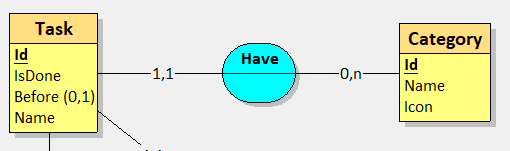 Task
Id
IsDone
Before (0,1)
Name
1,1
Have
0,n
Category
Id
Name
Icon